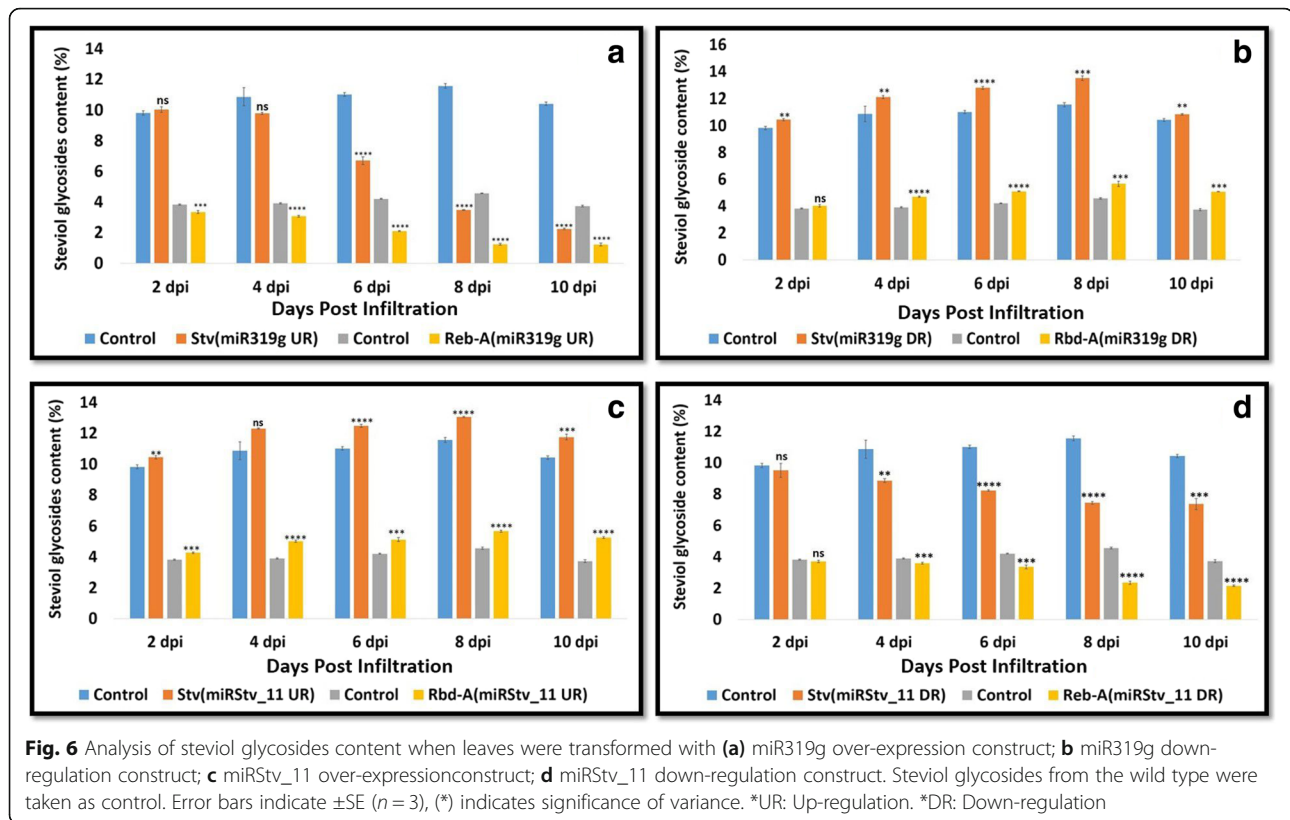 a
14
12
10
8
6
4
2
0
Steviol glycosides content (%)
ns
***
ns
****
****
****
****
****
****
****
2 dpi 4 dpi 6 dpi 8 dpi 10 dpi
Days Post Infiltration
Control Stv(miR319g UR) Control Reb-A(miR319g UR)
b
16
14
12
10
8
6
4
2
0
Steviol glycoside content (%)
**
ns
**
****
****
****
***
***
**
***
2 dpi 4 dpi 6 dpi 8 dpi 10 dpi
Days Post Infiltration
Control Stv(miR319g DR) Control Rbd-A(miR319g DR)
c
14
12
10
8
6
4
2
0
Steviol glycosides content (%)
**
***
ns
****
****
***
****
****
***
****
2 dpi 4 dpi 6 dpi 8 dpi 10 dpi
Days Post Infiltration
Control Stv(miRStv_11 UR) Control Rbd-A(miRStv_11 UR)
d
14
12
10
8
6
4
2
0
Steviol glycoside content (%)
ns
ns
**
***
****
***
****
****
***
****
2 dpi 4 dpi 6 dpi 8 dpi 10 dpi
Days Post Infiltration
Control Stv(miRStv_11 DR) Control Reb-A(miRStv_11 DR)
Fig. 6 Analysis of steviol glycosides content when leaves were transformed with (a) miR319g over-expression construct; b miR319g down-
regulation construct; c miRStv_11 over-expressionconstruct; d miRStv_11 down-regulation construct. Steviol glycosides from the wild type were
taken as control. Error bars indicate ±SE (n = 3), (*) indicates significance of variance. *UR: Up-regulation. *DR: Down-regulation